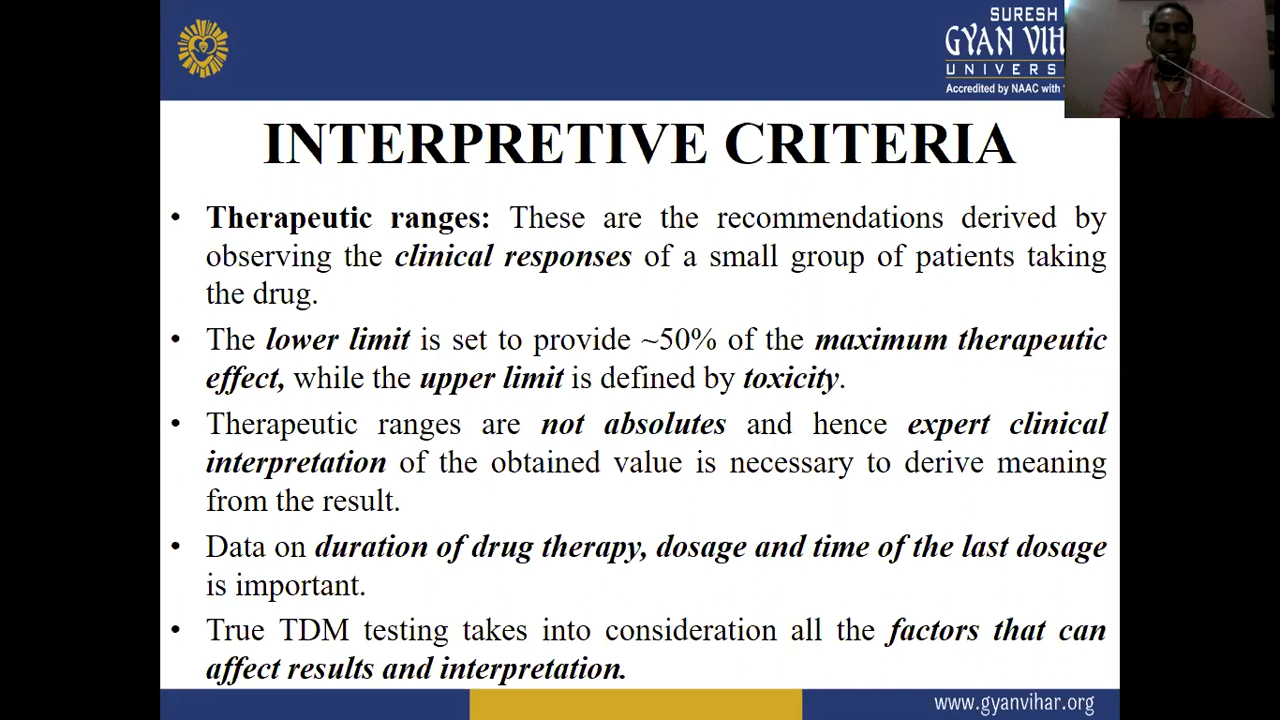 SURESH
GYAN VIH
UNIVERS
Accredited by NAAC with
INTERPRETIVE CRITERIA
• Therapeutic ranges: These are the recommendations derived by
observing the clinical responses of a small group of patients taking
the drug.
• The lower limit is set to provide ~50% of the maximum therapeutic
effect, while the upper limit is defined by toxicity.
• Therapeutic ranges are not absolutes and hence expert clinical
interpretation of the obtained value is necessary to derive meaning
from the result.
• Data on duration of drug therapy, dosage and time of the last dosage
is important.
• True TDM testing takes into consideration all the factors that can
affect results and interpretation.
www.gyanvihar.org